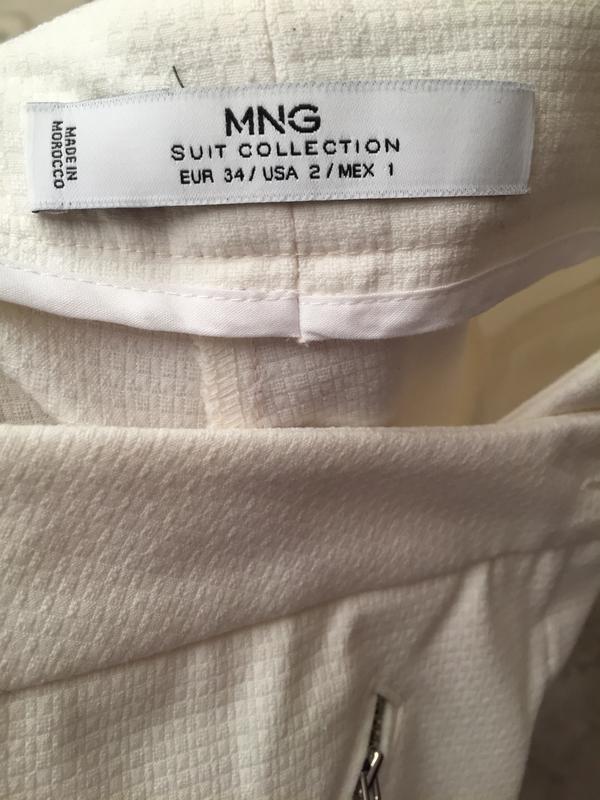 MNG
SUIT COLLECTION
EUR 34 / USA 2 / MEX 1
MADE IN
MOROCCO